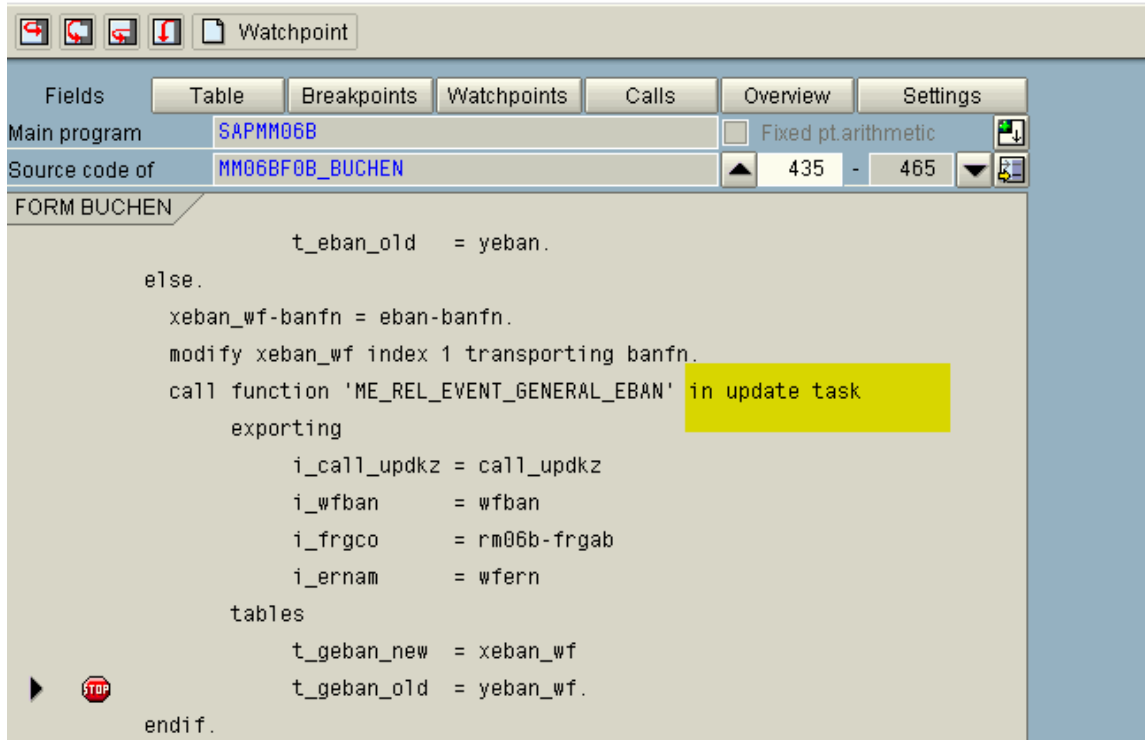 Watchpoint
Fields Table Breakpoints Watchpoints Calls Overview Settings
Main program SAPMM06B Fixed pt.arithmetic
Source code of MM06BF0B_BUCHEN 435 - 465
FORM BUCHEN
t_eban_old = yeban.
else.
xeban_wf-banfn = eban-banfn.
modify xeban_wf index 1 transporting banfn.
call function 'ME_REL_EVENT_GENERAL_EBAN' in update task
exporting
i_call_updkz = call_updkz
i_wfban = wfban
i_frgco = rm06b-frgab
i_ernam = wfern
tables
t_geban_new = xeban_wf
STOP t_geban_old = yeban_wf.
endif.